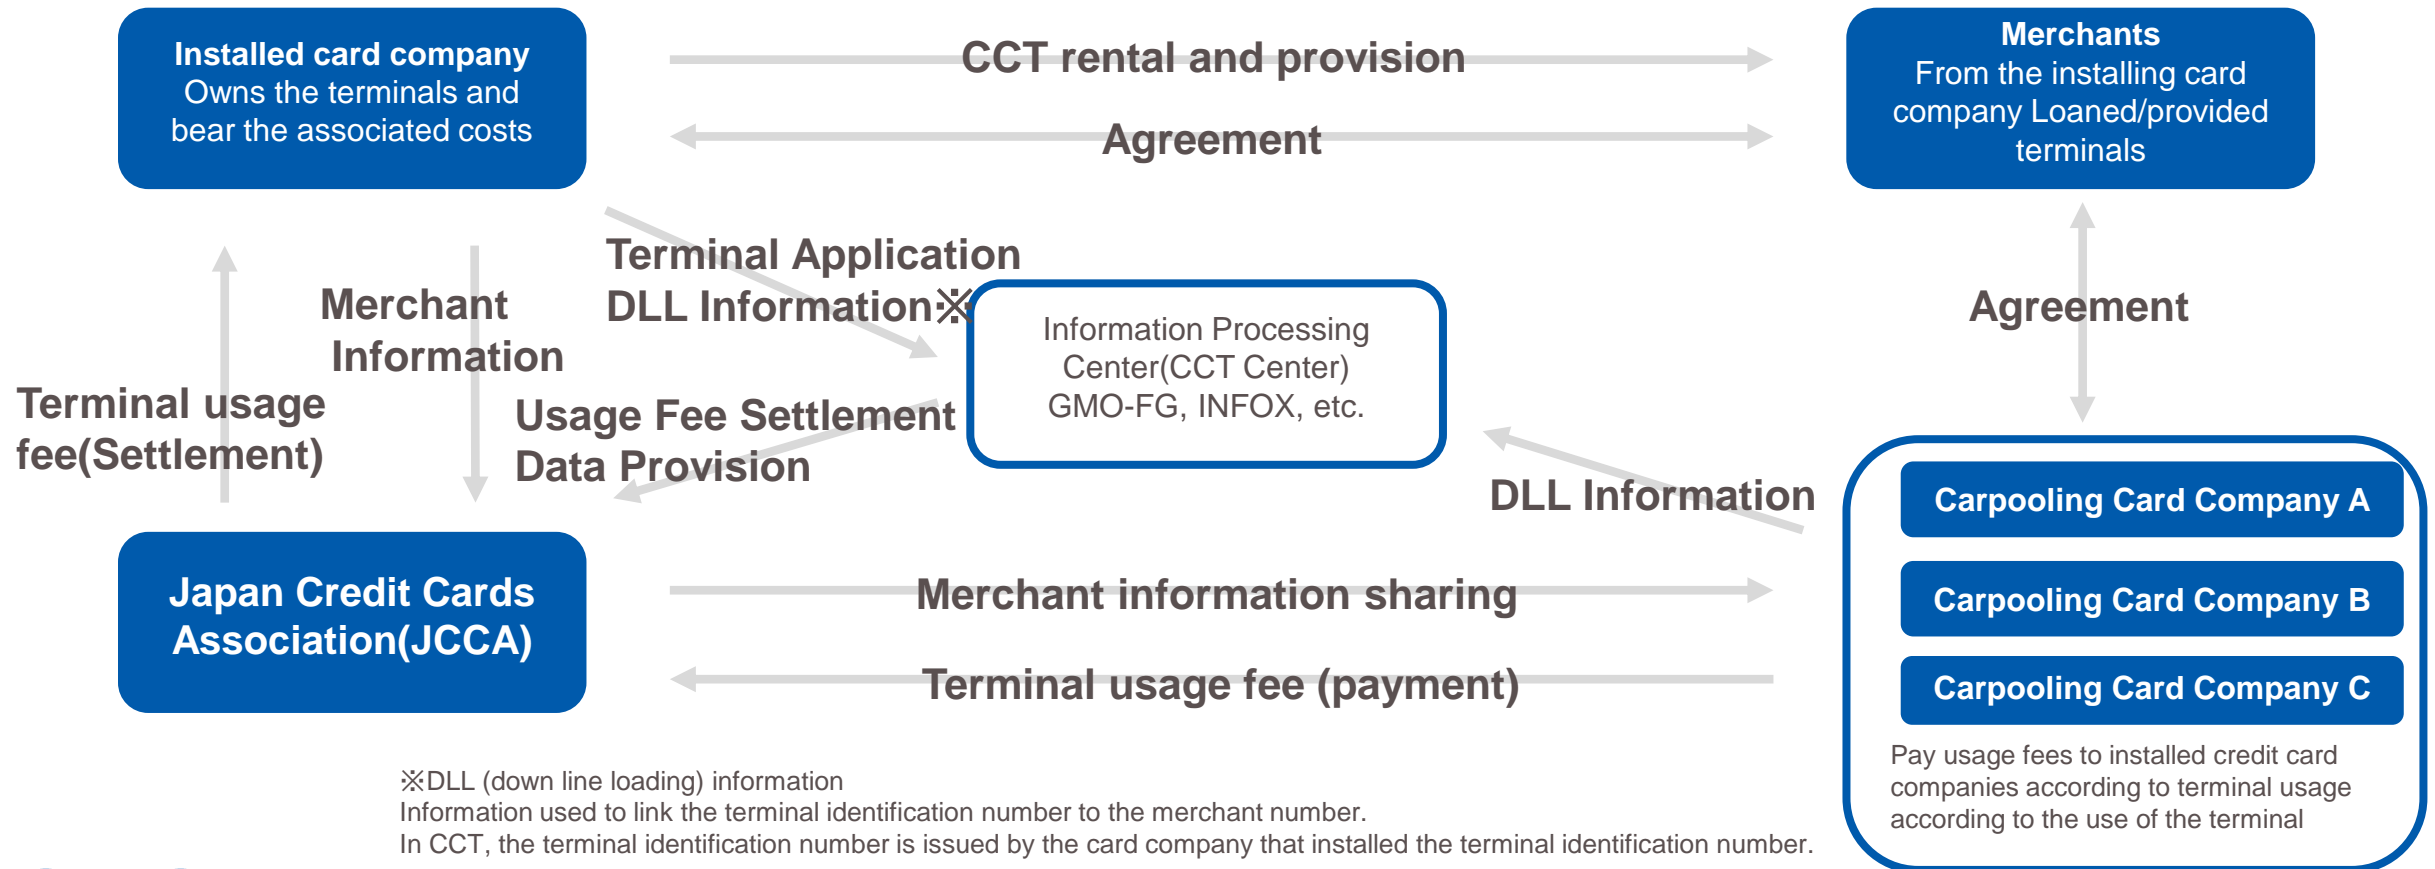 Installed card company
Owns the terminals and
bear the associated costs
CCT rental and provision
Agreement
Merchants
From the installing card
company Loaned/provided
terminals
Terminal Application
DLL Information※
Merchant
Information
Terminal usage
fee(Settlement)
Usage Fee Settlement
Data Provision
Information Processing
Center(CCT Center)
GMO-FG, INFOX, etc.
Agreement
DLL Information
Japan Credit Cards
Association(JCCA)
Merchant information sharing
Terminal usage fee (payment)
Carpooling Card Company A
Carpooling Card Company B
Carpooling Card Company C
Pay usage fees to installed credit card
companies according to terminal usage
according to the use of the terminal
※DLL (down line loading) information
Information used to link the terminal identification number to the merchant number.
In CCT, the terminal identification number is issued by the card company that installed the terminal identification number.